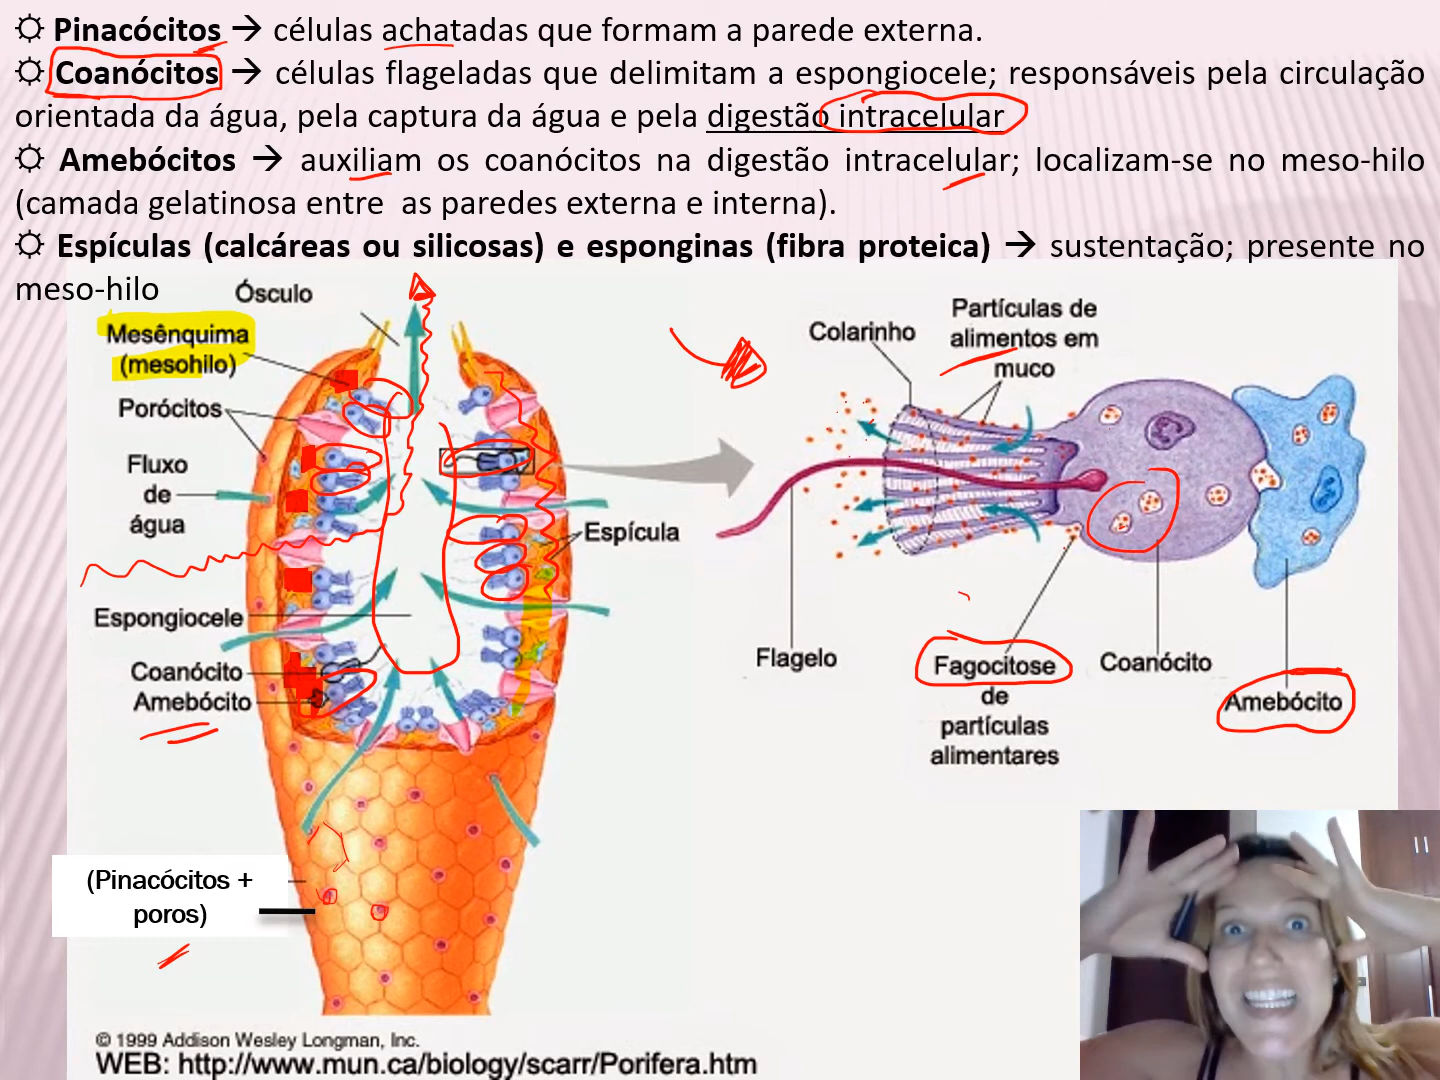 ☼ Pinacócitos → células achatadas que formam a parede externa.
☼ Coanócitos → células flageladas que delimitam a espongiocele; responsáveis pela circulação
orientada da água, pela captura da água e pela digestão intracelular
☼ Amebócitos → auxiliam os coanócitos na digestão intracelular; localizam-se no meso-hilo
(camada gelatinosa entre as paredes externa e interna).
☼ Espículas (calcáreas ou silicosas) e esponginas (fibra proteica) → sustentação; presente no
meso-hilo
Ósculo
Mesênquima
(mesohilo)
Porócitos
Fluxo
de
água
Espícula
Espongiocele
Coanócito
Amebócito
(Pinacócitos +
poros)
Colarinho
Partículas de
alimentos em
muco
Flagelo
Fagocitose
de
partículas
alimentares
Coanócito
Amebócito
© 1999 Addison Wesley Longman, Inc.
WEB: http://www.mun.ca/biology/scarr/Porifera.htm